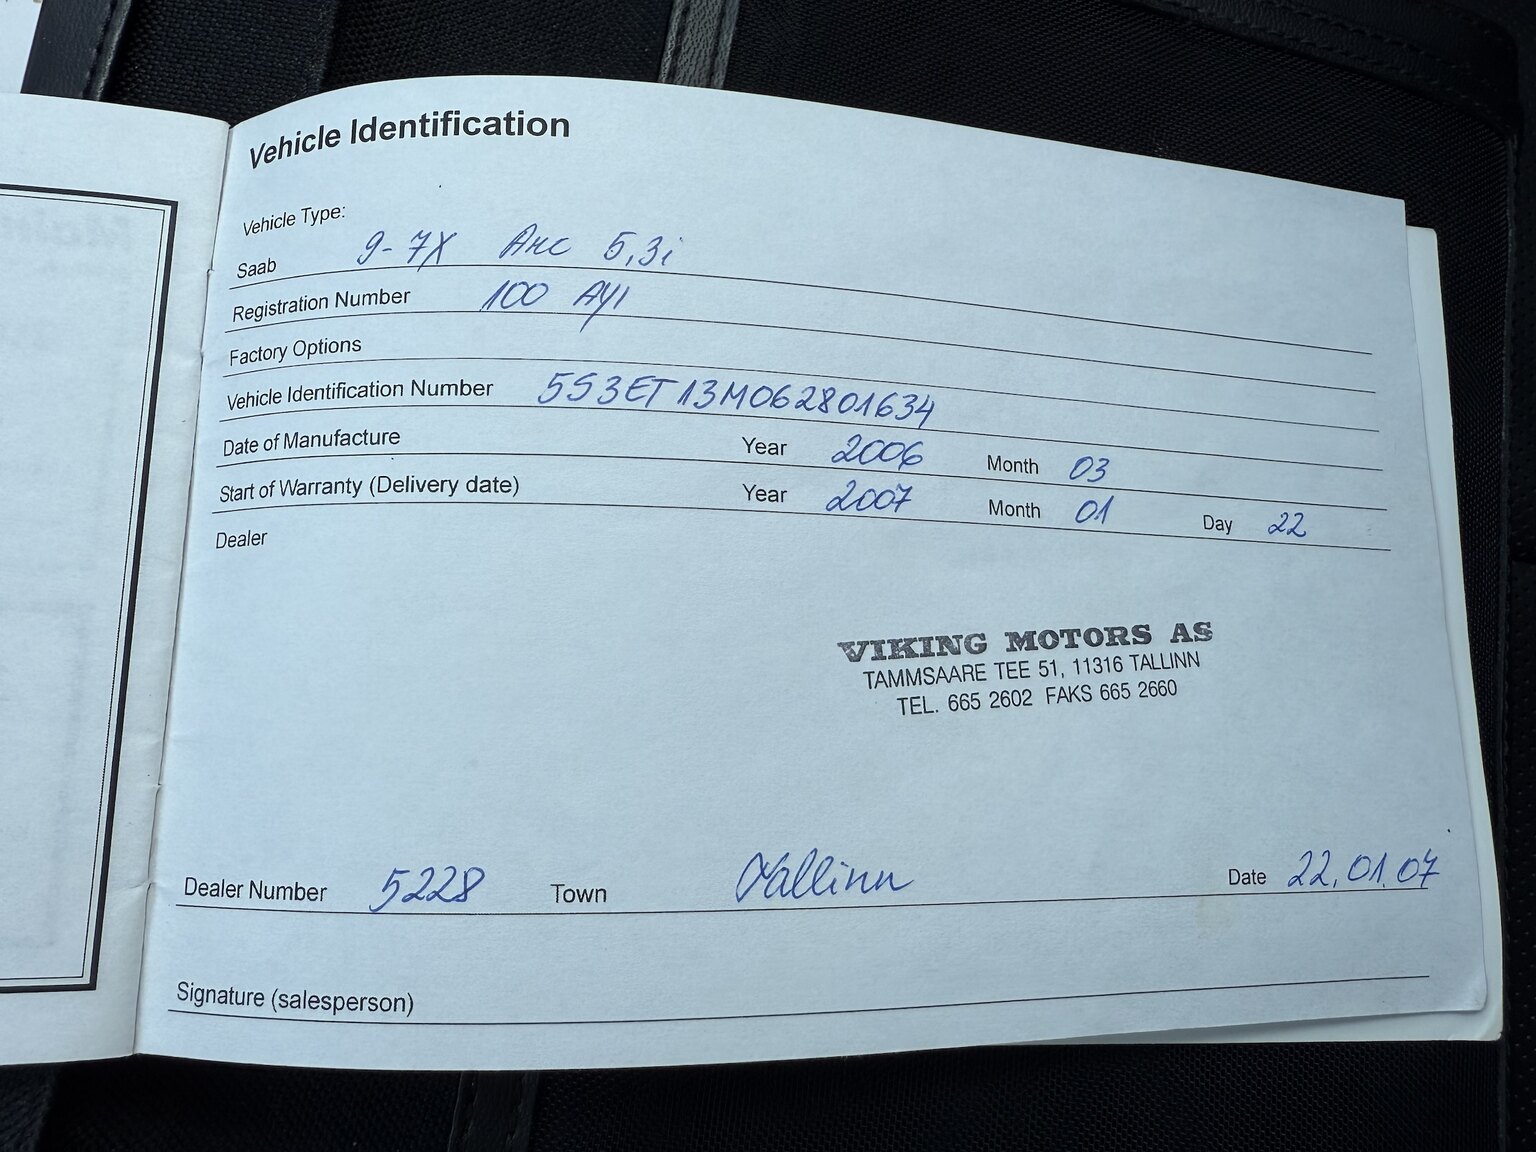 Vehicle Identification
Vehicle Type:
Saab 9-7X Arc 5,3i
Registration Number 100 AYI
Factory Options
Vehicle Identification Number 5S3ET13M062801634
Date of Manufacture Year 2006 Month 03
Start of Warranty (Delivery date) Year 2007 Month 01 Day 22
Dealer
VIKING MOTORS AS
TAMMSAARE TEE 51, 11316 TALLINN
TEL. 665 2602 FAKS 665 2660
Dealer Number 5228 Town Tallinn Date 22.01.07
Signature (salesperson)